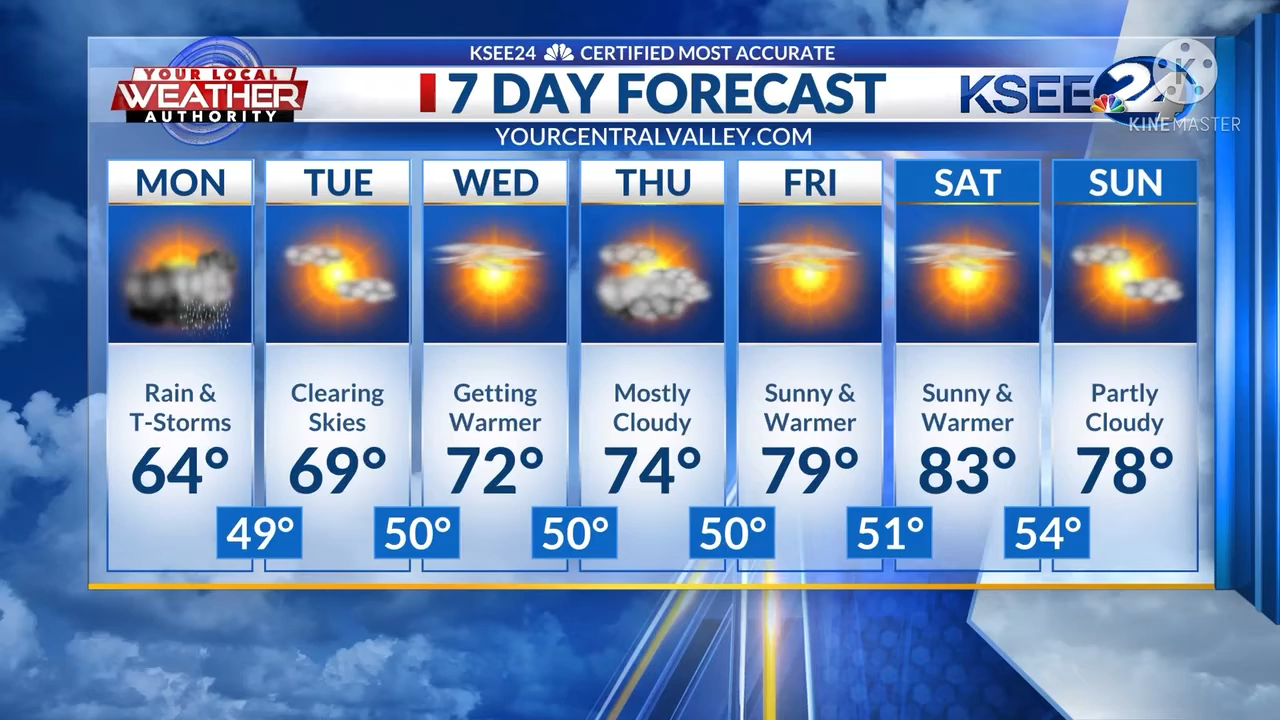 KSEE24 CERTIFIED MOST ACCURATE
YOUR LOCAL
WEATHER
AUTHORITY
7 DAY FORECAST
KSEE24
K
KINEMASTER
YOURCENTRALVALLEY.COM
MON TUE WED THU FRI SAT SUN
Rain & T-Storms
Clearing Skies
Getting Warmer
Mostly Cloudy
Sunny & Warmer
Sunny & Warmer
Partly Cloudy
64° 69° 72° 74° 79° 83° 78°
49° 50° 50° 50° 51° 54°